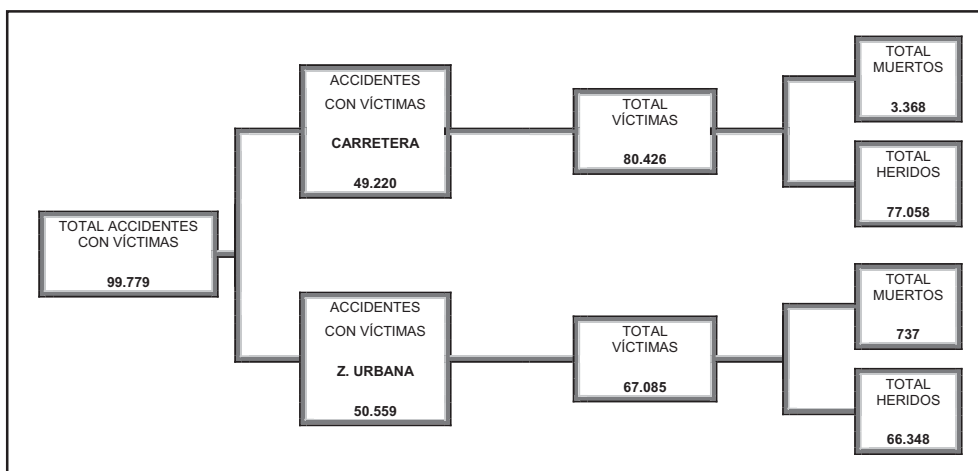 TOTAL ACCIDENTES
CON VÍCTIMAS
99.779
ACCIDENTES
CON VÍCTIMAS
CARRETERA
49.220
TOTAL
VÍCTIMAS
80.426
TOTAL
MUERTOS
3.368
TOTAL
HERIDOS
77.058
ACCIDENTES
CON VÍCTIMAS
Z. URBANA
50.559
TOTAL
VÍCTIMAS
67.085
TOTAL
MUERTOS
737
TOTAL
HERIDOS
66.348